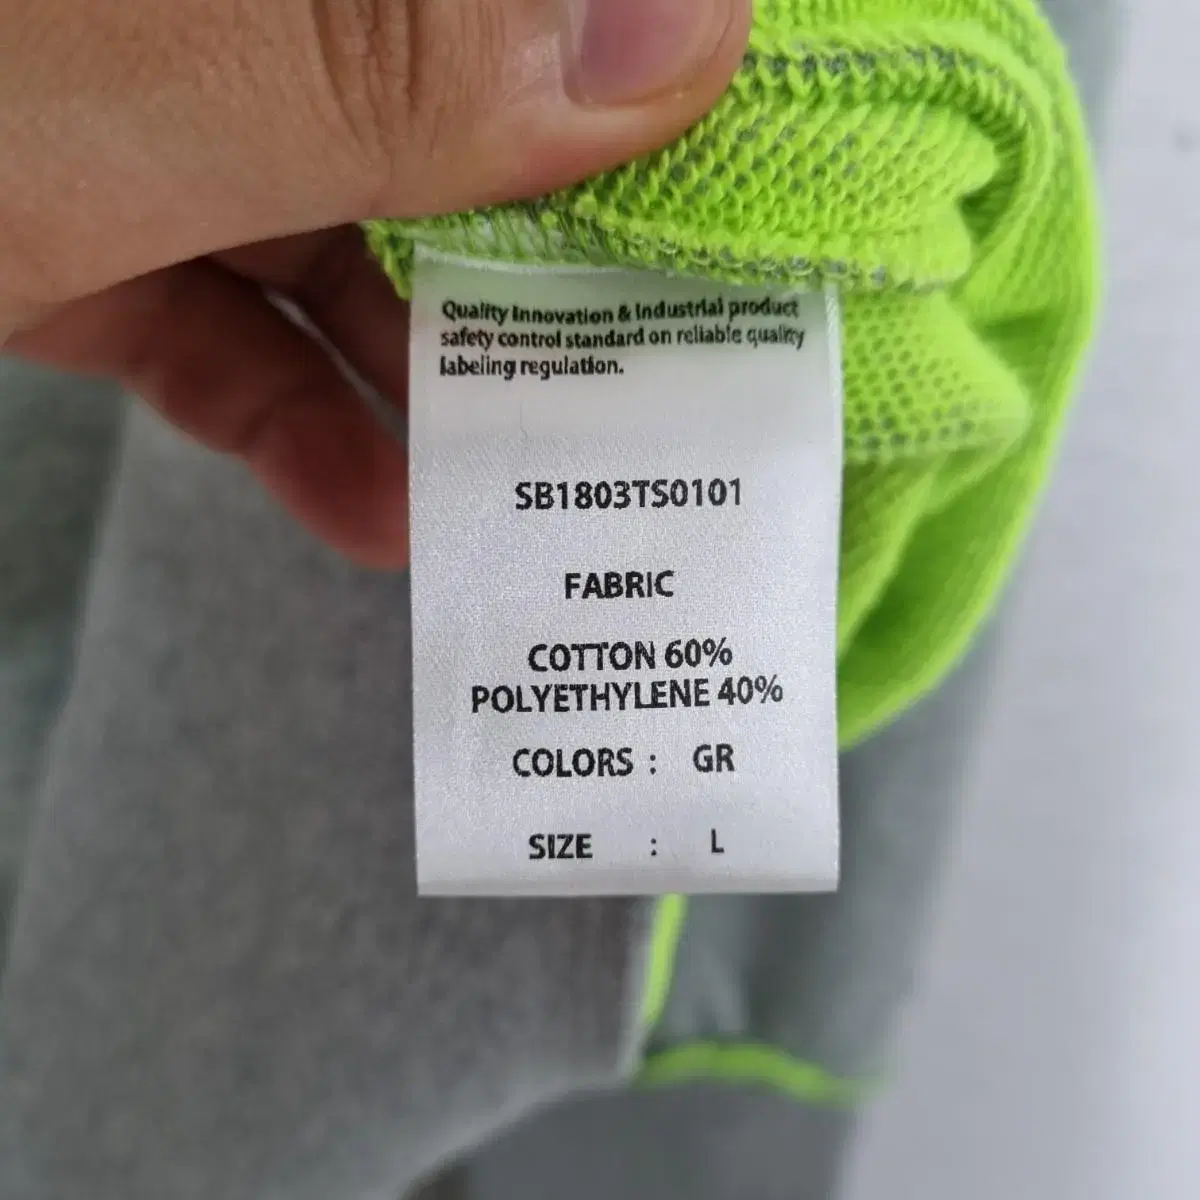 Quality Innovation & Industrial product
safety control standard on reliable quality
labeling regulation.
SB1803TS0101
FABRIC
COTTON 60%
POLYETHYLENE 40%
COLORS : GR
SIZE : L